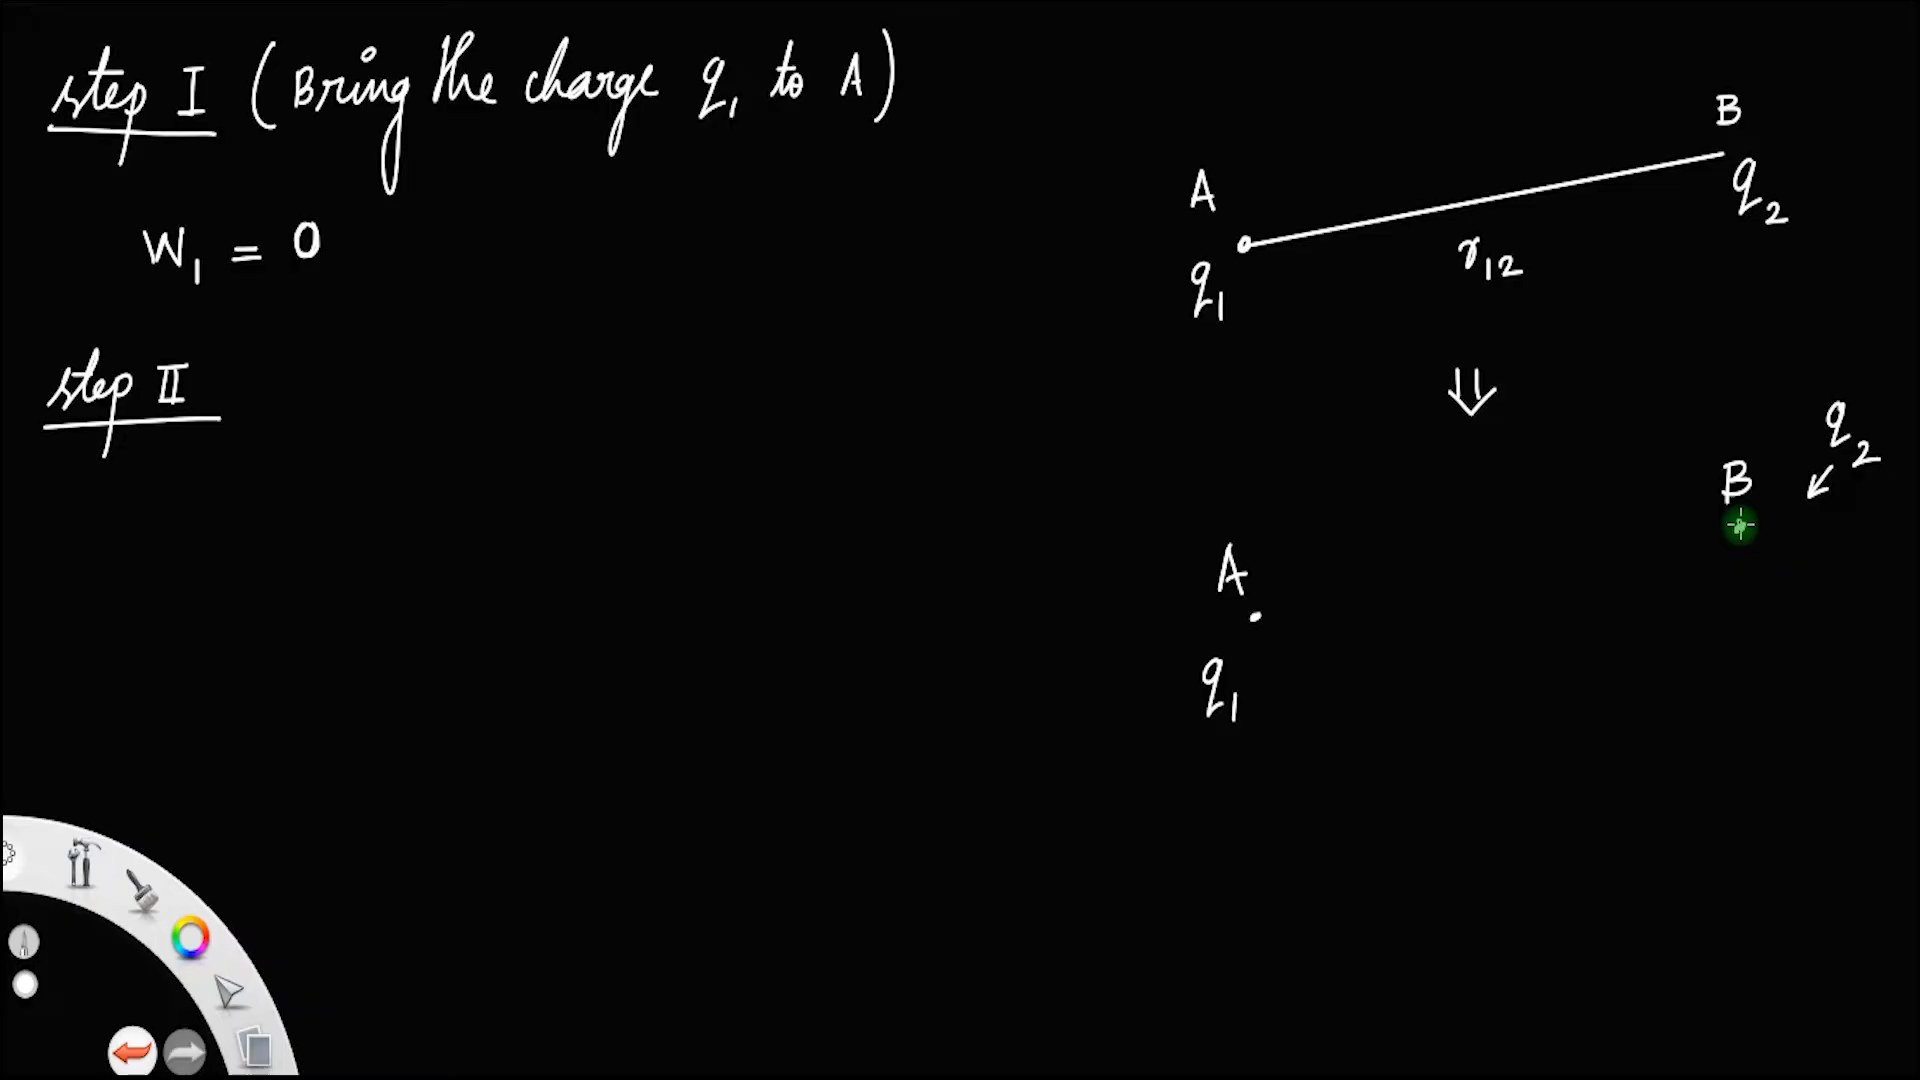 step I (Bring the charge q₁ to A)
W₁ = 0
step II
B
A
q₂
r₁₂
q₁
q₂
B
A
q₁